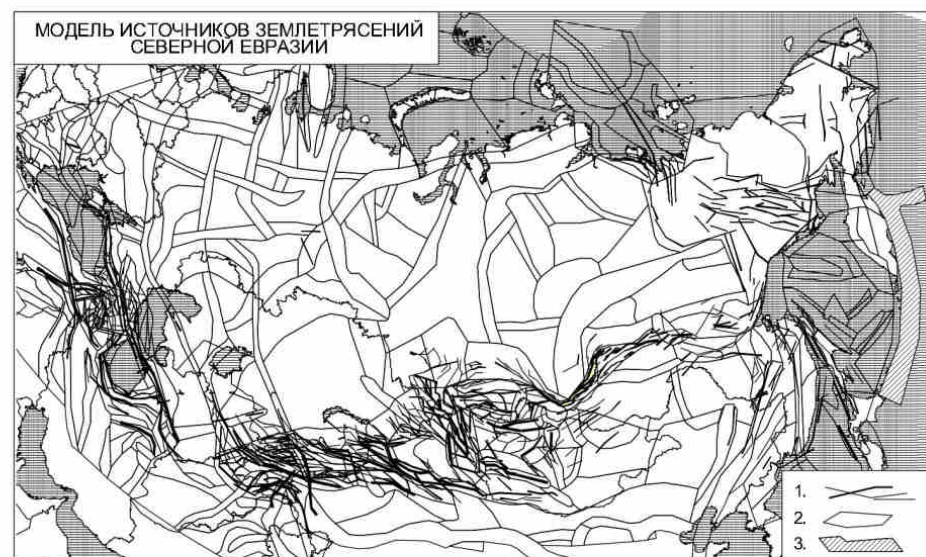 МОДЕЛЬ ИСТОЧНИКОВ ЗЕМЛЕТРЯСЕНИЙ
СЕВЕРНОЙ ЕВРАЗИИ
1.
2.
3.